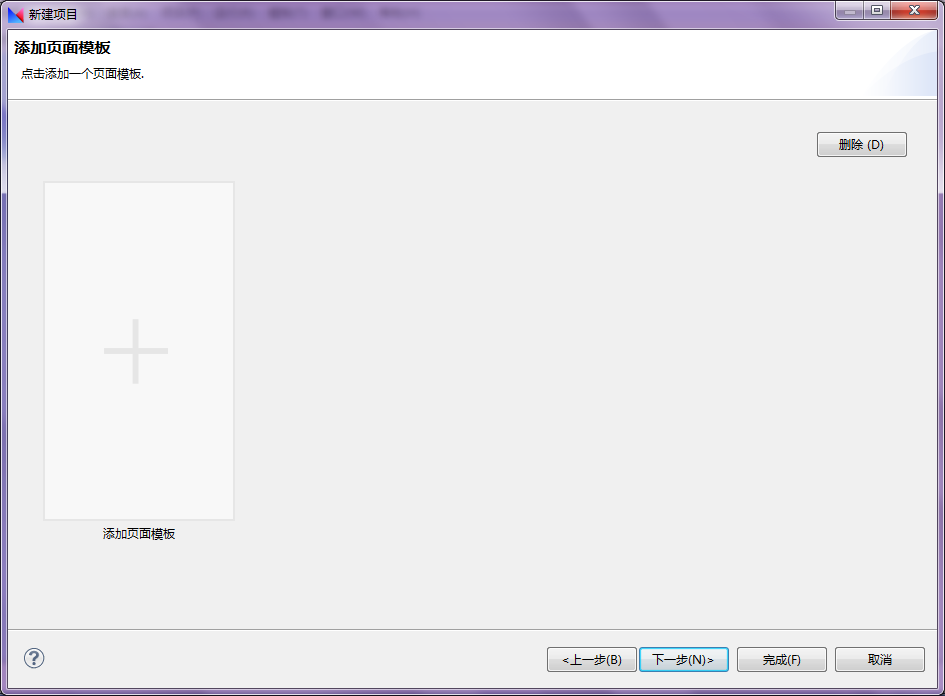 新建项目
添加页面模板
点击添加一个页面模板.
删除 (D)
添加页面模板
?
<上一步(B)
下一步(N)>
完成(F)
取消